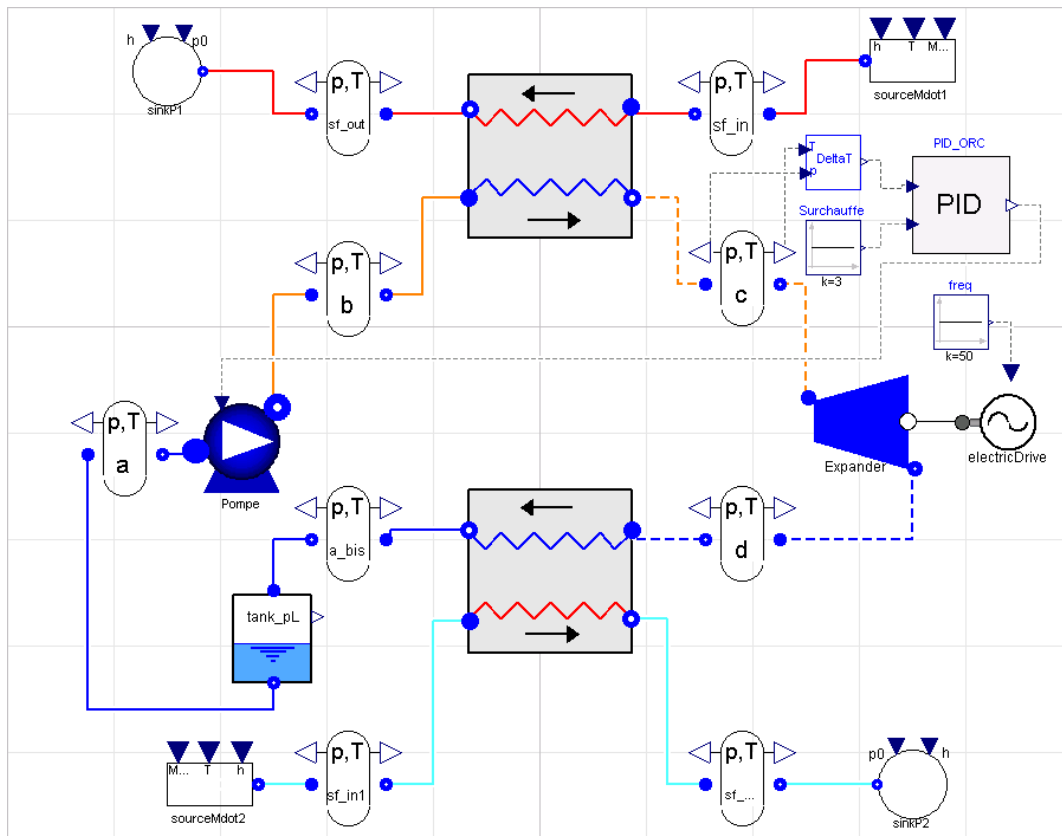 h
p0
sinkP1
p,T
sf_out
p,T
sf_in
h
T
M...
sourceMdot1
T
p
DeltaT
PID_ORC
PID
Surchauffe
k=3
freq
k=50
p,T
b
p,T
c
p,T
a
Pompe
Expander
electricDrive
p,T
a_bis
p,T
d
tank_pL
M...
T
h
sourceMdot2
p,T
sf_in1
p,T
sf_...
p0
h
sinkP2